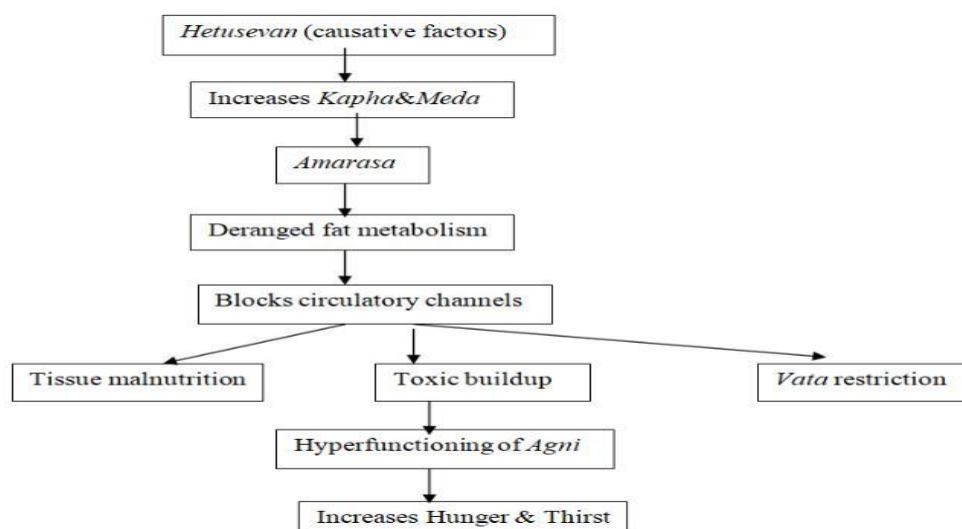 Hetusevan (causative factors)
Increases Kapha&Meda
Amarasa
Deranged fat metabolism
Blocks circulatory channels
Tissue malnutrition
Toxic buildup
Vata restriction
Hyperfunctioning of Agni
Increases Hunger & Thirst